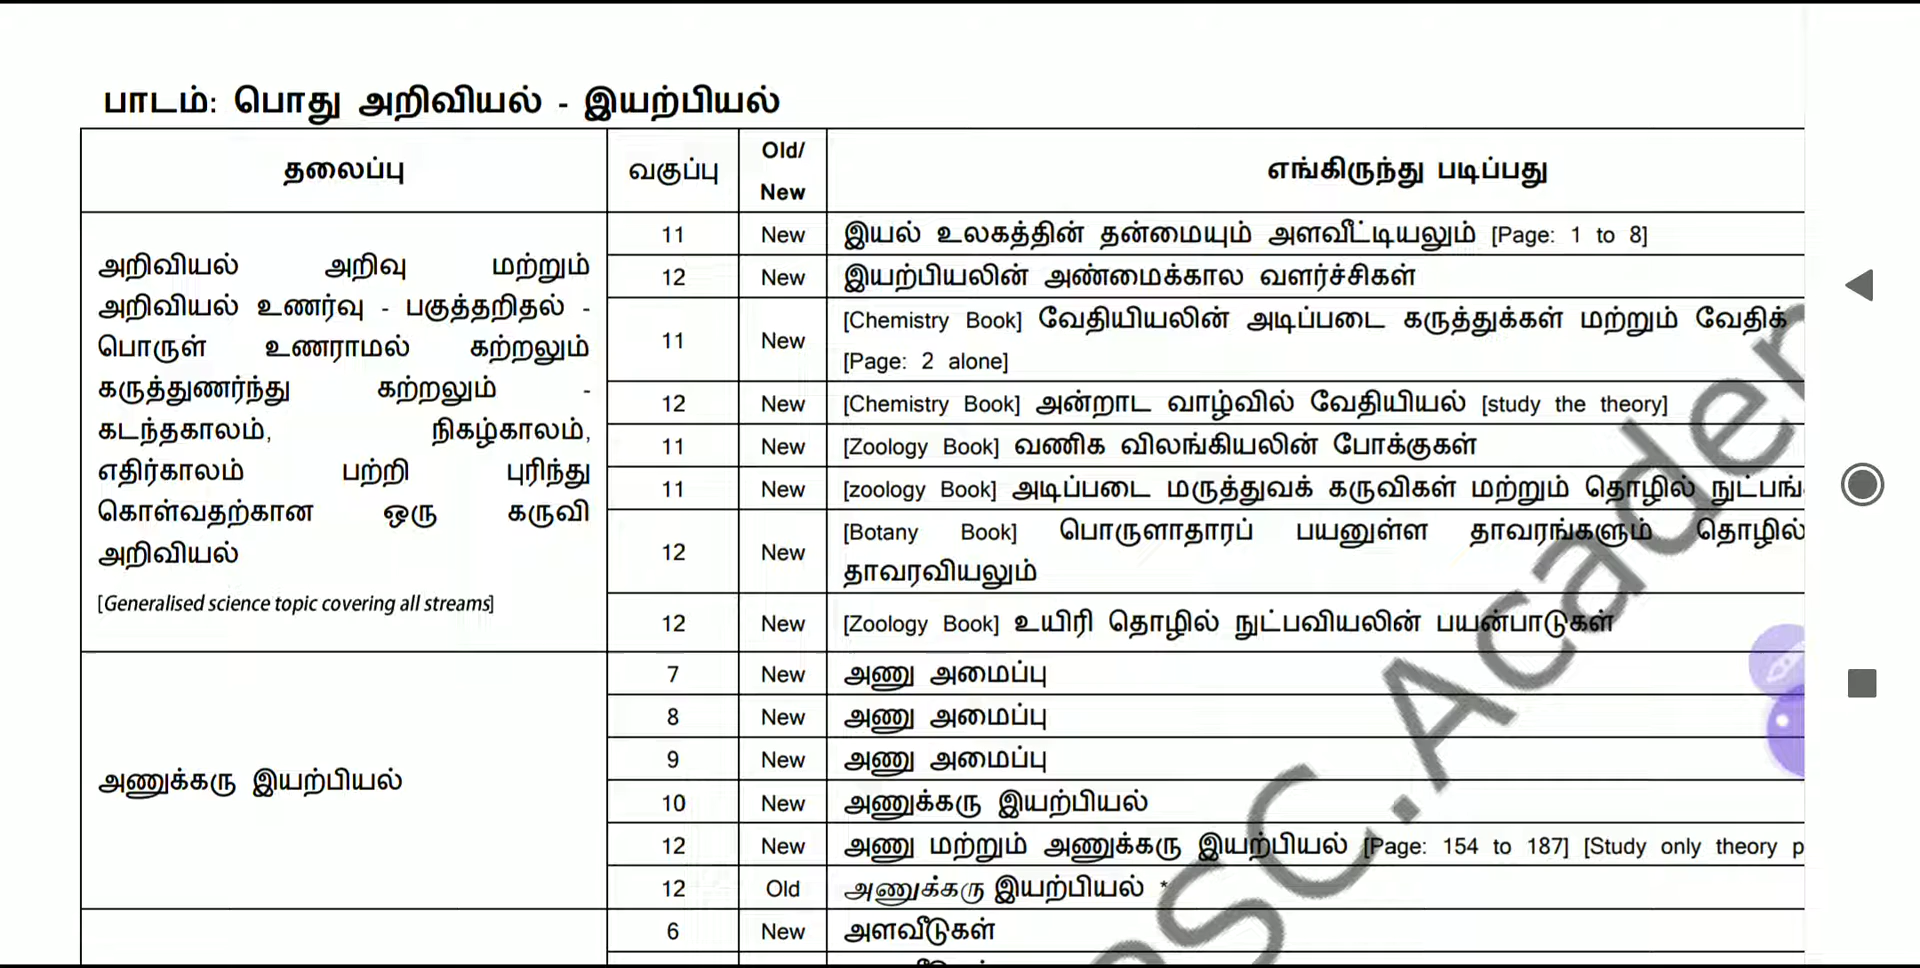 பாடம்: பொது அறிவியல் - இயற்பியல்
தலைப்பு
வகுப்பு
Old/
New
எங்கிருந்து படிப்பது
அறிவியல் அறிவு மற்றும்
அறிவியல் உணர்வு - பகுத்தறிதல் -
பொருள் உணராமல் கற்றலும்
கருத்துணர்ந்து கற்றலும் -
கடந்தகாலம், நிகழ்காலம்,
எதிர்காலம் பற்றி புரிந்து
கொள்வதற்கான ஒரு கருவி
அறிவியல்
[Generalised science topic covering all streams]
11 New இயல் உலகத்தின் தன்மையும் அளவீட்டியலும் [Page: 1 to 8]
12 New இயற்பியலின் அண்மைக்கால வளர்ச்சிகள்
11 New [Chemistry Book] வேதியியலின் அடிப்படை கருத்துக்கள் மற்றும் வேதிக்
[Page: 2 alone]
12 New [Chemistry Book] அன்றாட வாழ்வில் வேதியியல் [study the theory]
11 New [Zoology Book] வணிக விலங்கியலின் போக்குகள்
11 New [zoology Book] அடிப்படை மருத்துவக் கருவிகள் மற்றும் தொழில் நுட்பங்
12 New [Botany Book] பொருளாதாரப் பயனுள்ள தாவரங்களும் தொழில்
தாவரவியலும்
12 New [Zoology Book] உயிரி தொழில் நுட்பவியலின் பயன்பாடுகள்
அணுக்கரு இயற்பியல்
7 New அணு அமைப்பு
8 New அணு அமைப்பு
9 New அணு அமைப்பு
10 New அணுக்கரு இயற்பியல்
12 New அணு மற்றும் அணுக்கரு இயற்பியல் [Page: 154 to 187] [Study only theory p
12 Old அணுக்கரு இயற்பியல் *
6 New அளவீடுகள்
SC.Academ